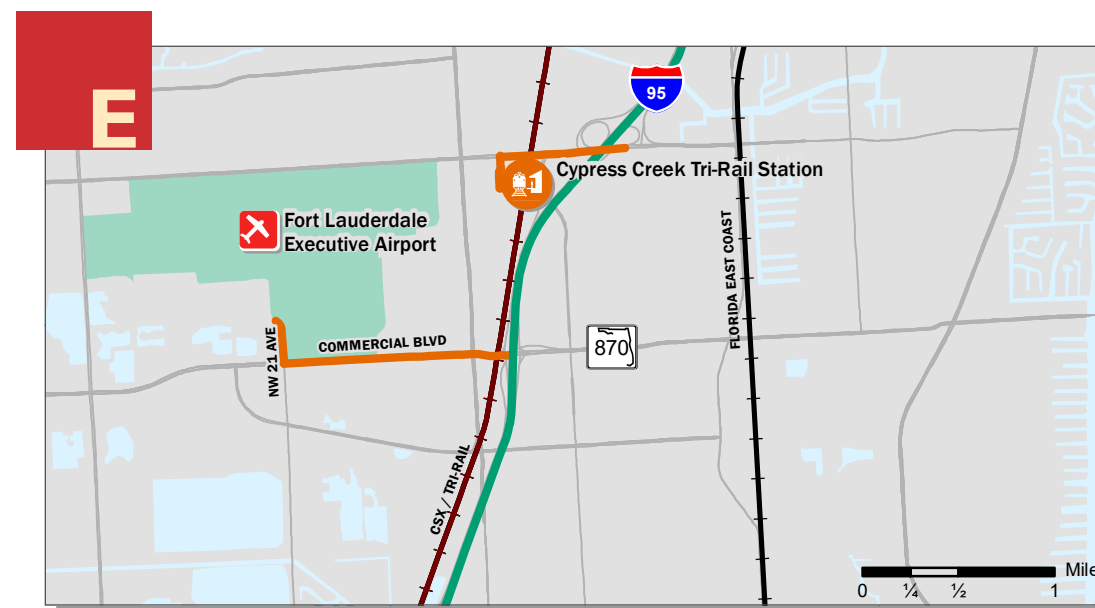 E
95
Cypress Creek Tri-Rail Station
Fort Lauderdale
Executive Airport
FLORIDA EAST COAST
NW 21 AVE
COMMERCIAL BLVD
870
CSX / TRI-RAIL
Mile
0 ¼ ½ 1